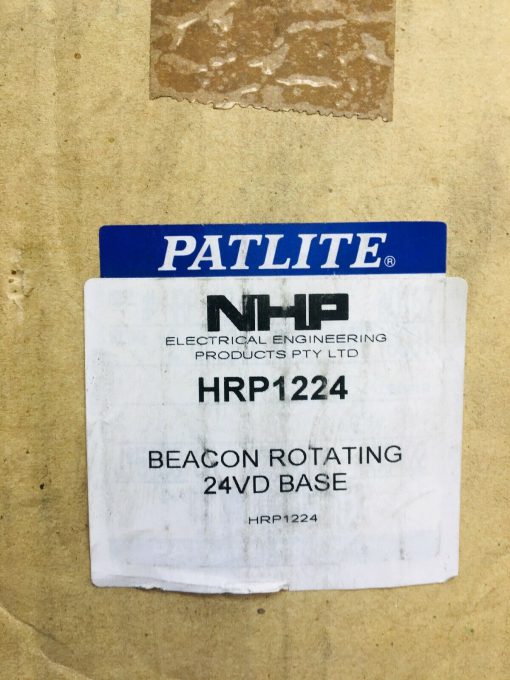 PATLITE®
NHP
ELECTRICAL ENGINEERING
PRODUCTS PTY LTD
HRP1224
BEACON ROTATING
24VD BASE
HRP1224